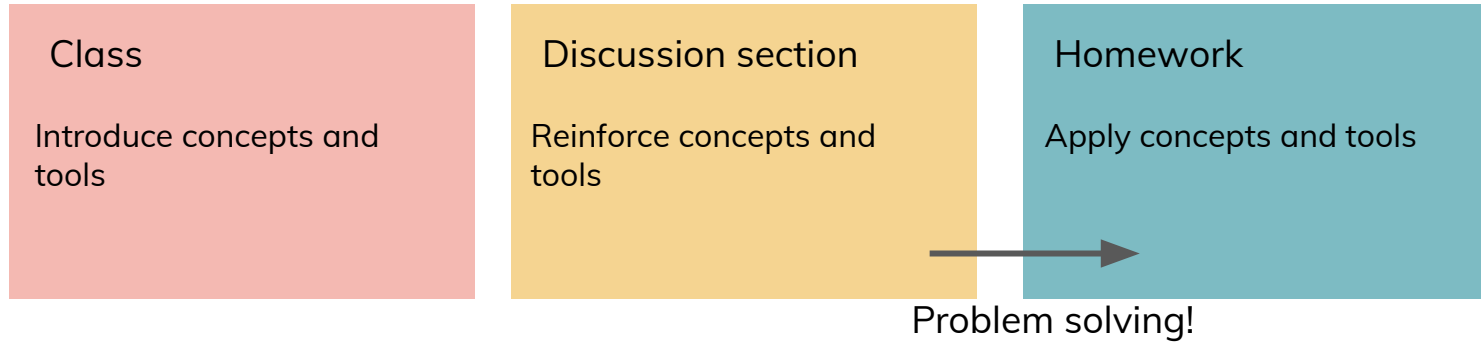 Class
Introduce concepts and
tools
Discussion section
Reinforce concepts and
tools
Homework
Apply concepts and tools
Problem solving!